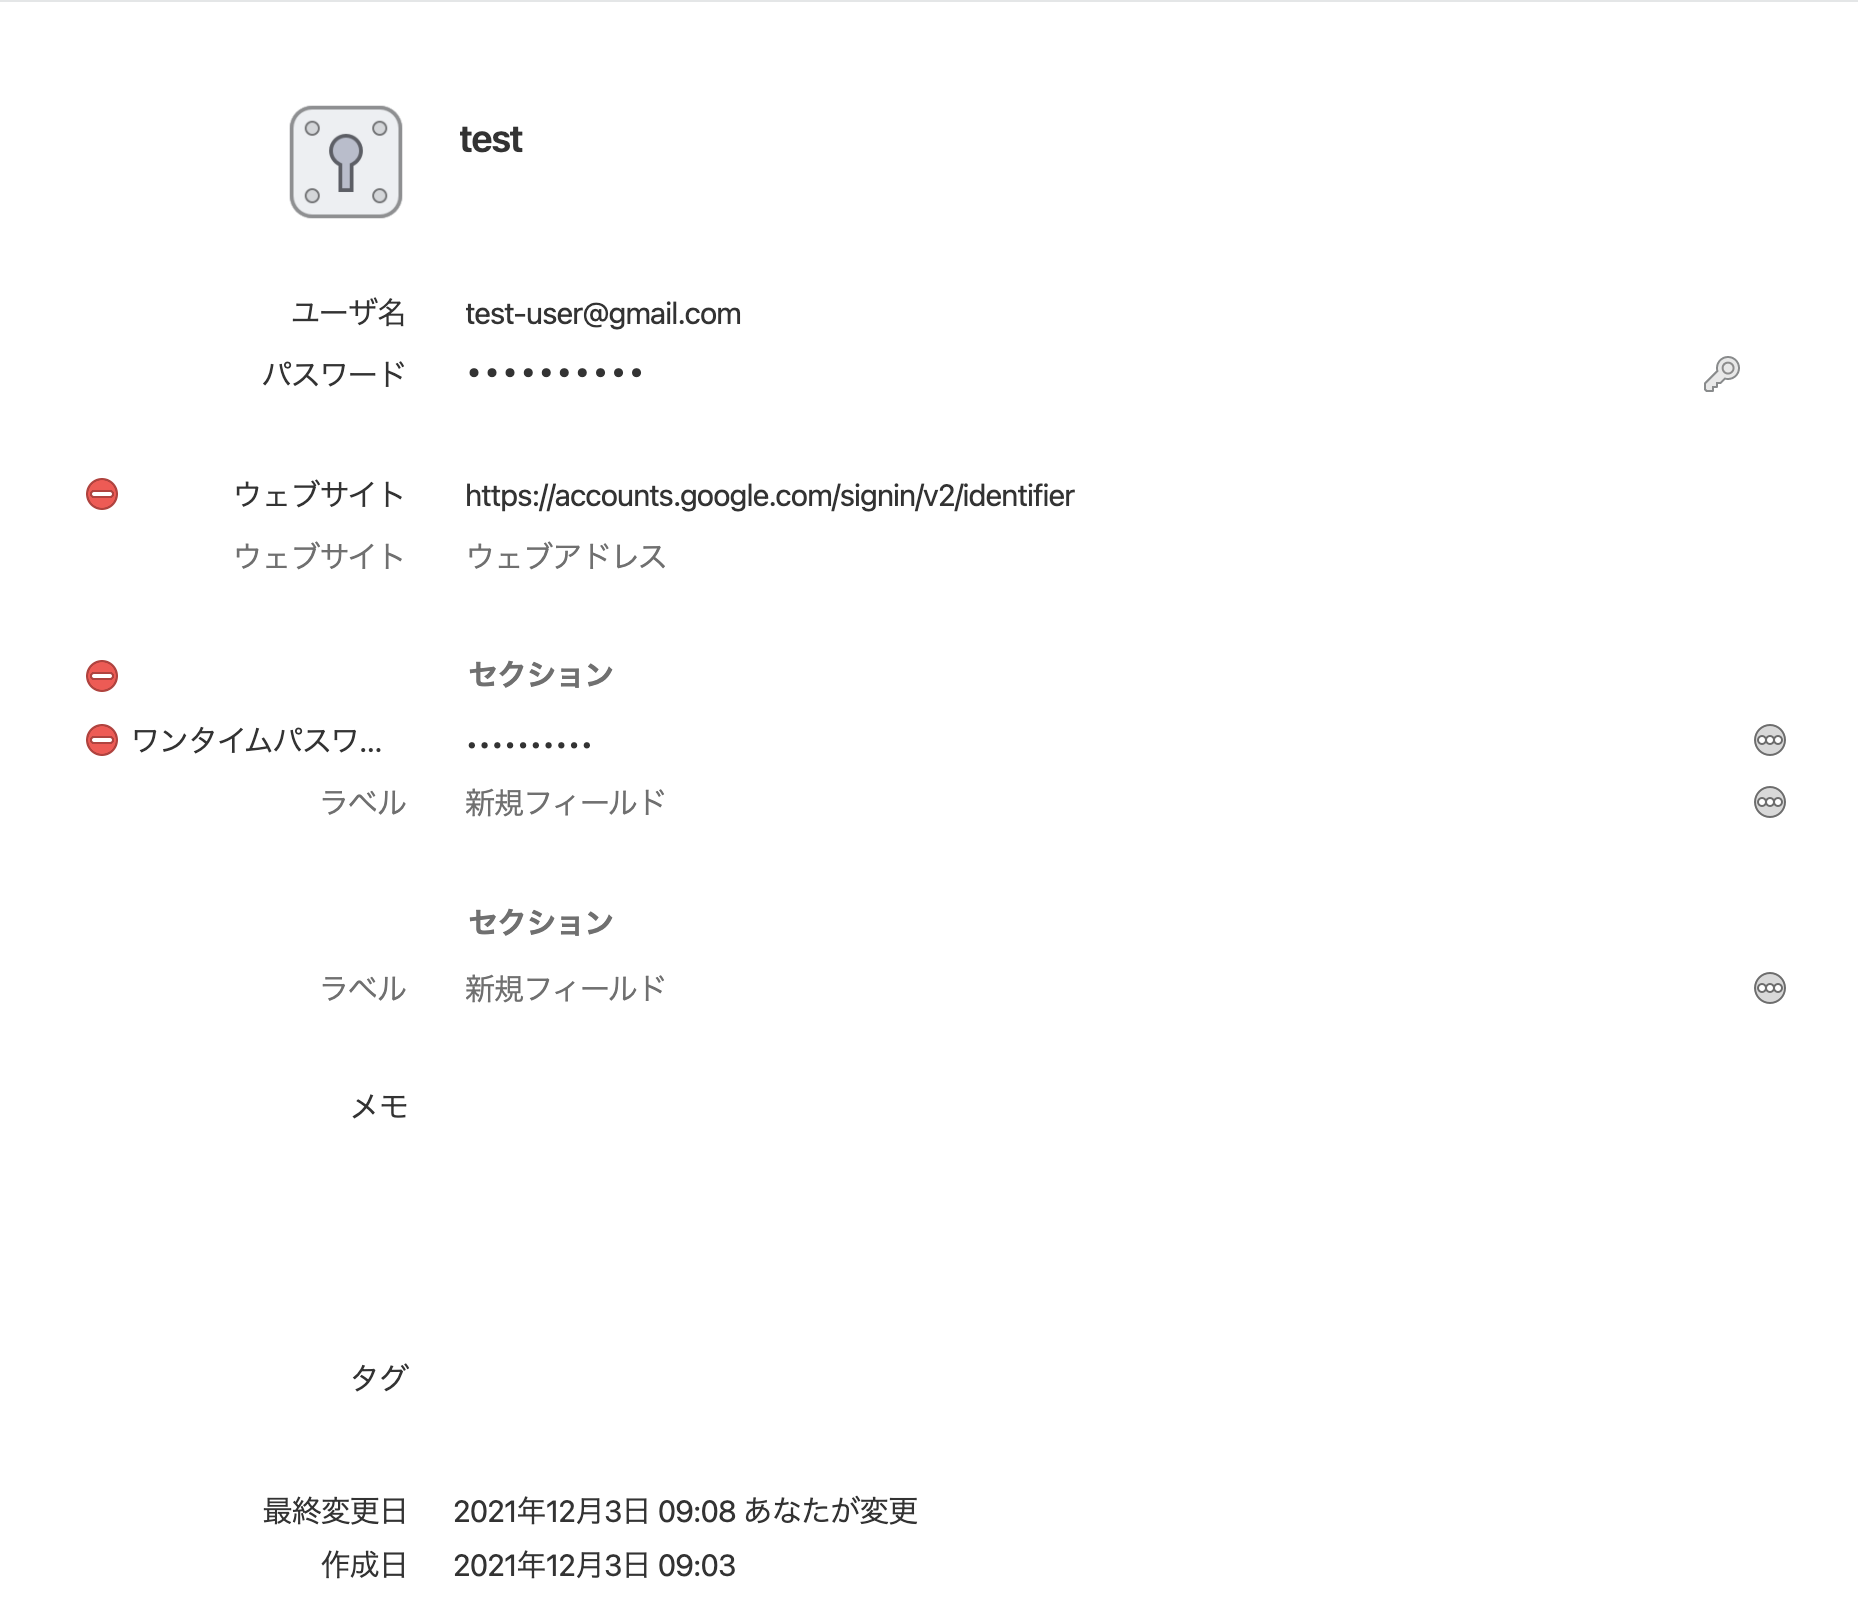 test
ユーザ名 test-user@gmail.com
パスワード ••••••••••
ウェブサイト https://accounts.google.com/signin/v2/identifier
ウェブサイト ウェブアドレス
セクション
ワンタイムパスワ... ••••••••••
ラベル 新規フィールド
セクション
ラベル 新規フィールド
メモ
タグ
最終変更日 2021年12月3日 09:08 あなたが変更
作成日 2021年12月3日 09:03